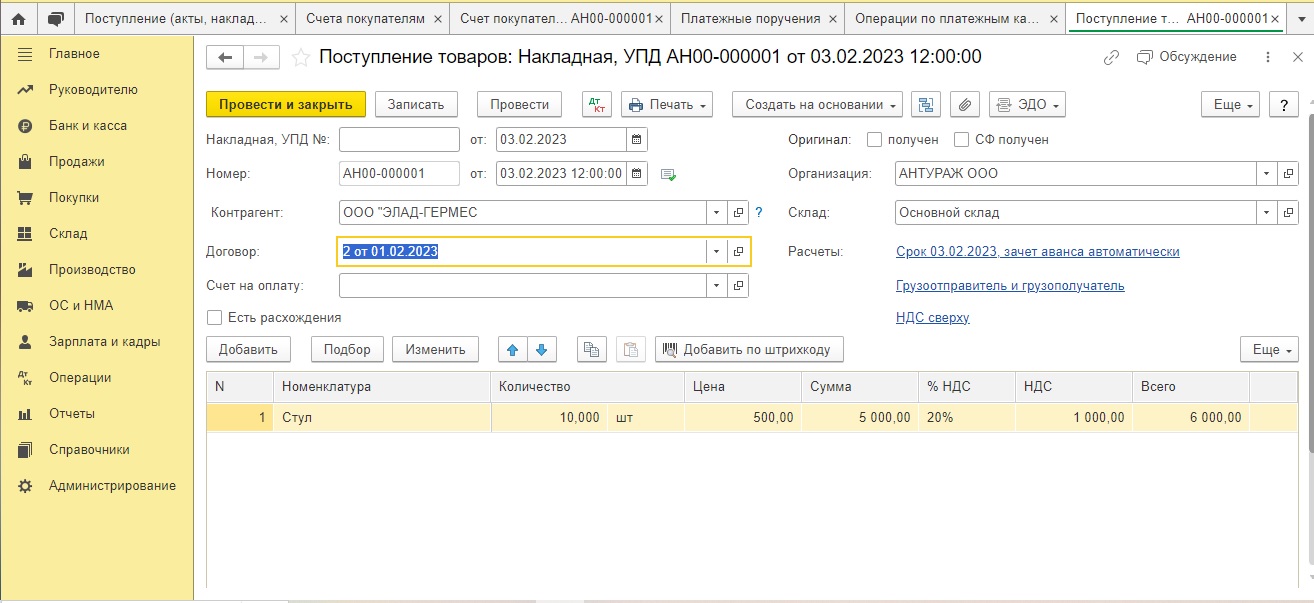 Поступление (акты, наклад... × Счета покупателям × Счет покупател... АН00-000001× Платежные поручения × Операции по платежным ка... × Поступление т... АН00-000001×
Главное
Руководителю
Банк и касса
Продажи
Покупки
Склад
Производство
ОС и НМА
Зарплата и кадры
Операции
Отчеты
Справочники
Администрирование
Поступление товаров: Накладная, УПД АН00-000001 от 03.02.2023 12:00:00 Обсуждение
Провести и закрыть Записать Провести Дт Кт Печать Создать на основании ЭДО Еще ?
Накладная, УПД №: от: 03.02.2023 Оригинал: получен СФ получен
Номер: АН00-000001 от: 03.02.2023 12:00:00 Организация: АНТУРАЖ ООО
Контрагент: ООО "ЭЛАД-ГЕРМЕС ? Склад: Основной склад
Договор: 2 от 01.02.2023 Расчеты: Срок 03.02.2023, зачет аванса автоматически
Счет на оплату: Грузоотправитель и грузополучатель
Есть расхождения НДС сверху
Добавить Подбор Изменить Добавить по штрихкоду Еще
N Номенклатура Количество Цена Сумма % НДС НДС Всего
1 Стул 10,000 шт 500,00 5 000,00 20% 1 000,00 6 000,00